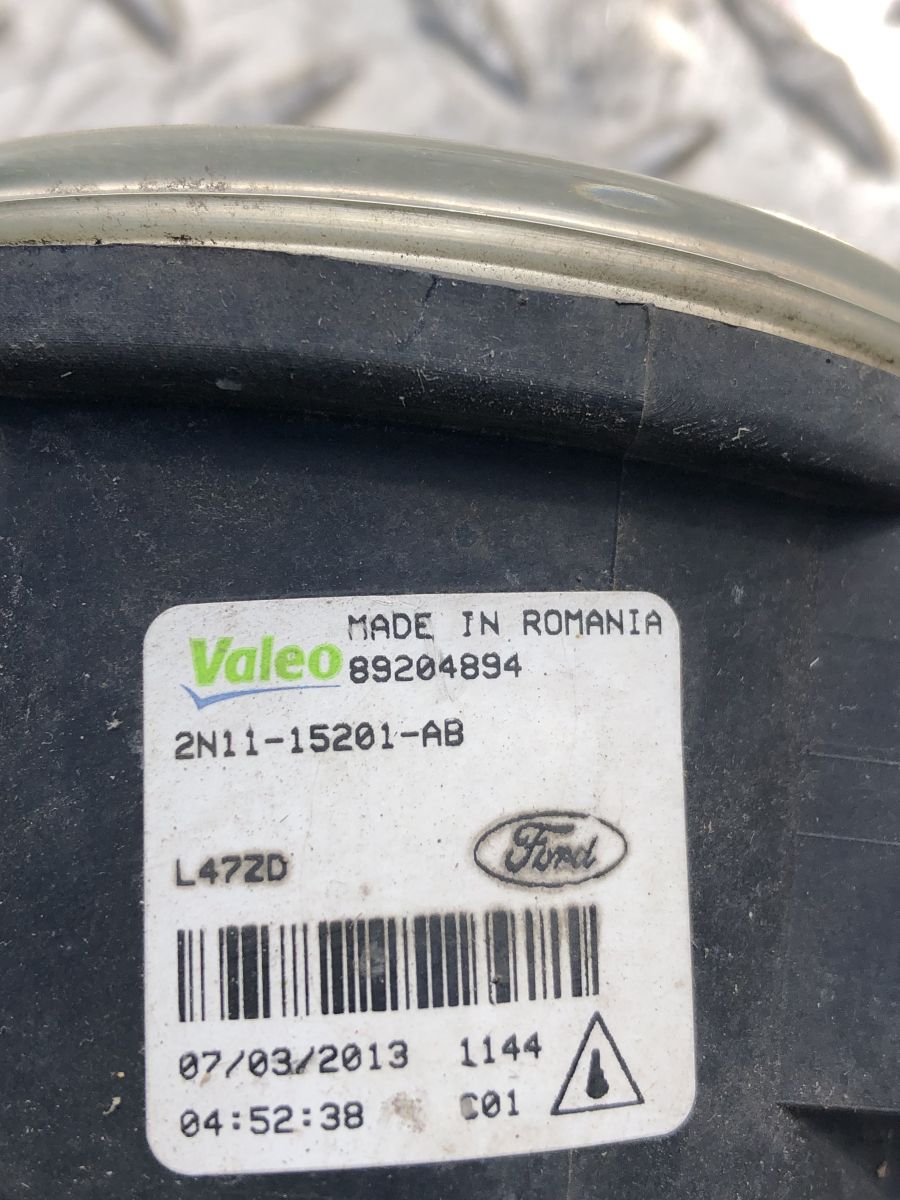 MADE IN ROMANIA
Valeo 89204894
2N11-15201-AB
L47ZD
Ford
07/03/2013 1144
04:52:38 C01